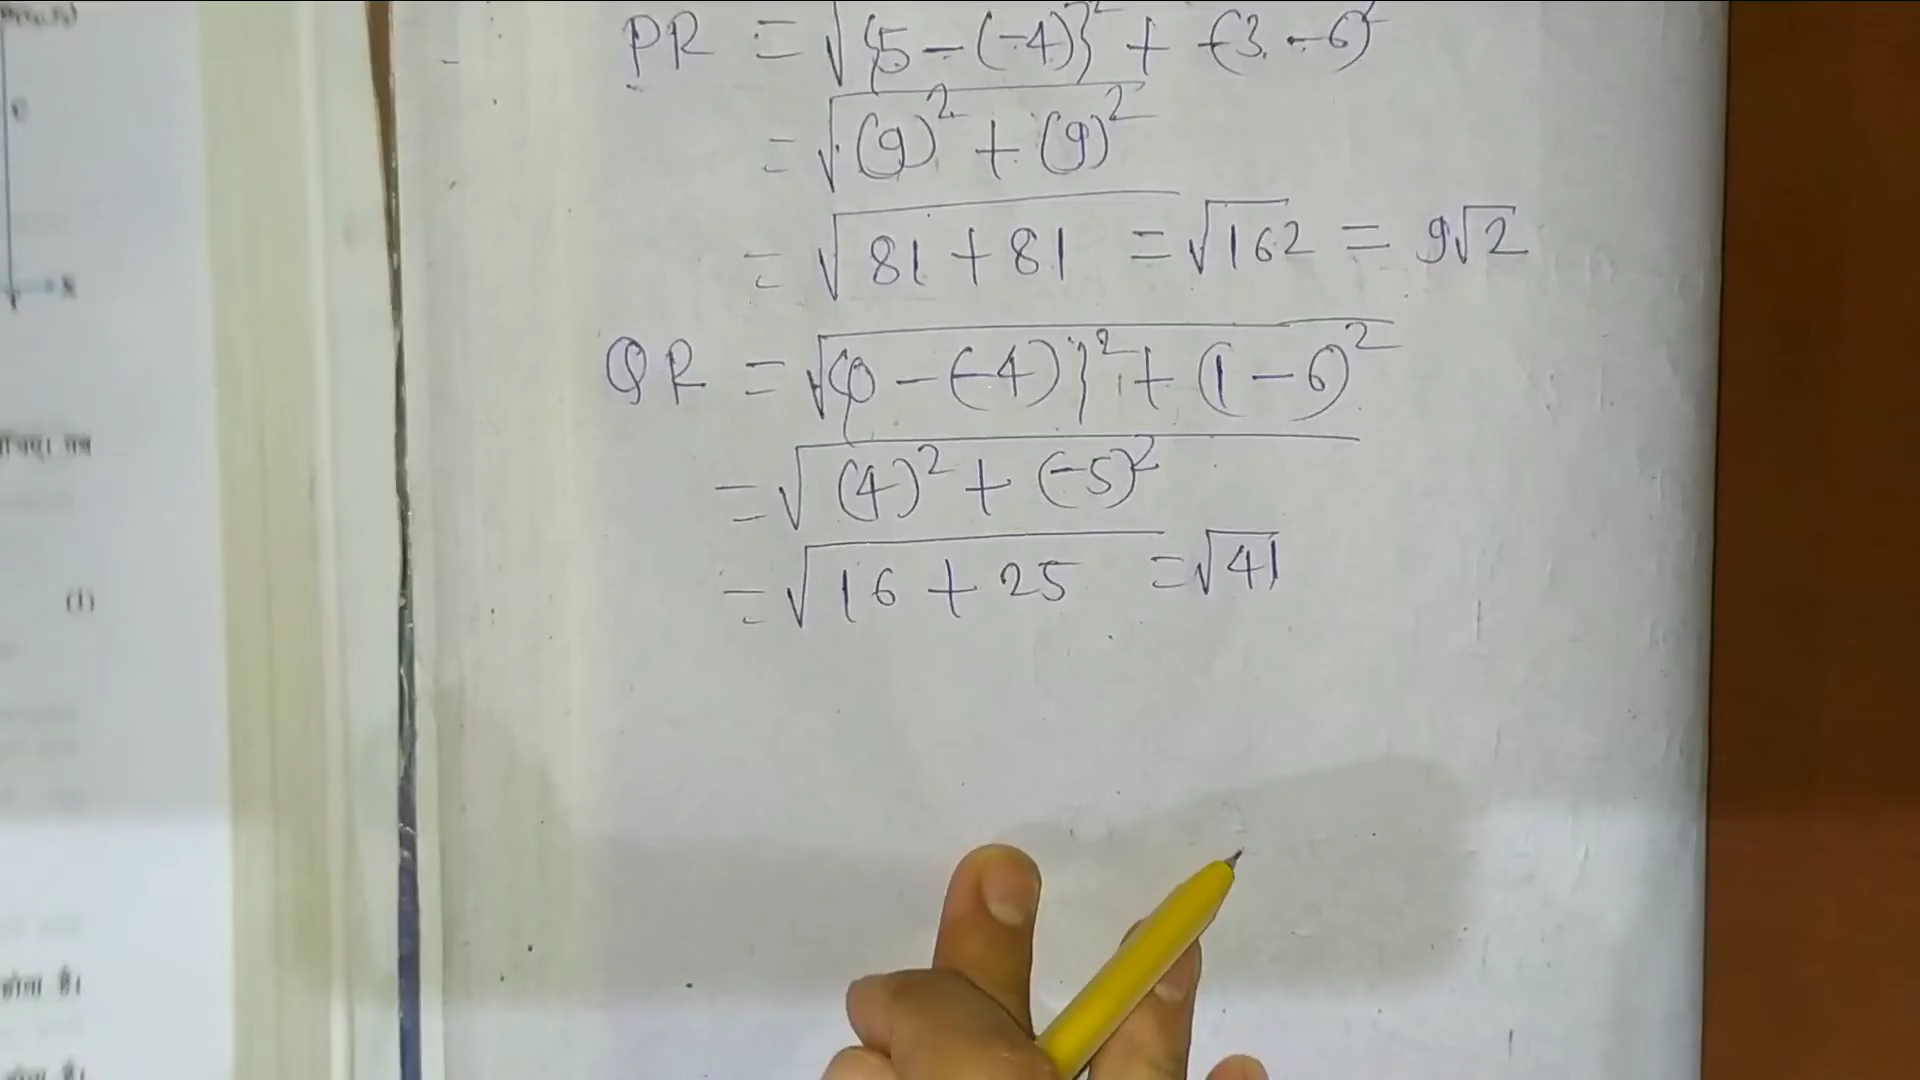 PR = √{5-(-4)}² + (-3-6)²
= √(9)² + (9)²
= √81+81 = √162 = 9√2
QR = √{0-(-4)}² + (1-6)²
= √(4)² + (-5)²
= √16+25 = √41
(1)